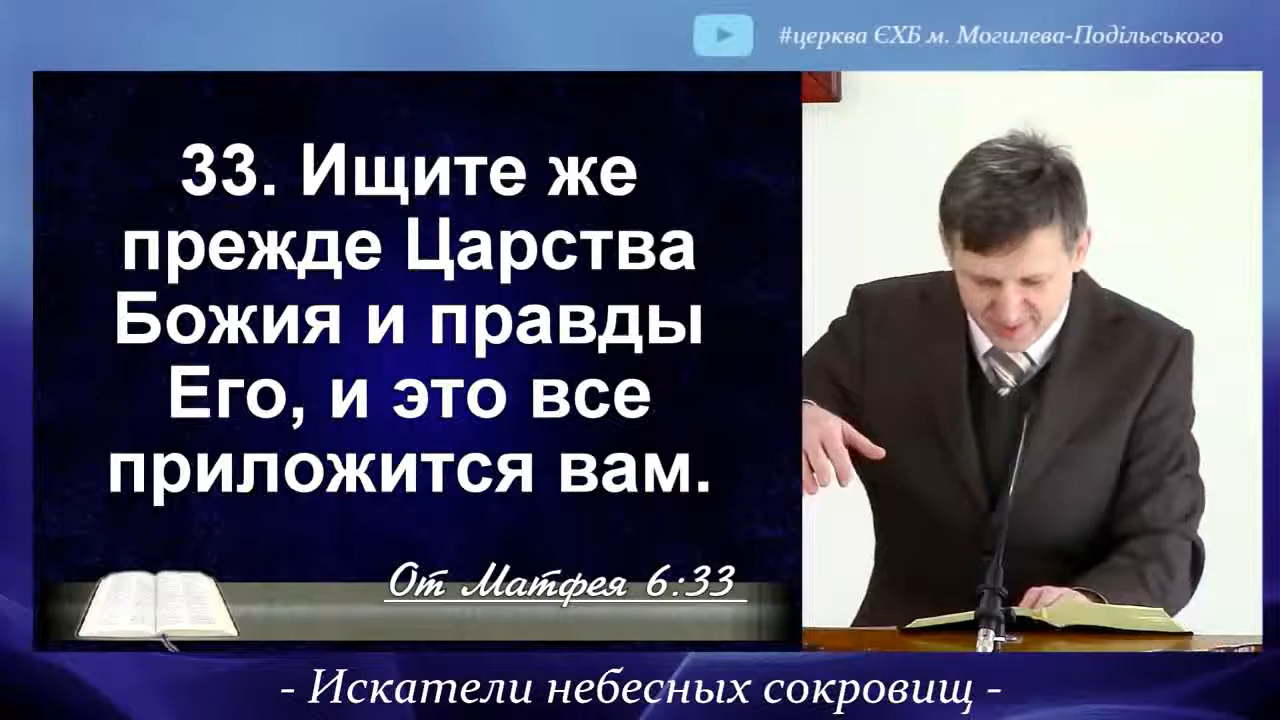 #церква ЄХБ м. Могилева-Подільського
33. Ищите же
прежде Царства
Божия и правды
Его, и это все
приложится вам.
От Матфея 6:33
- Искатели небесных сокровищ -